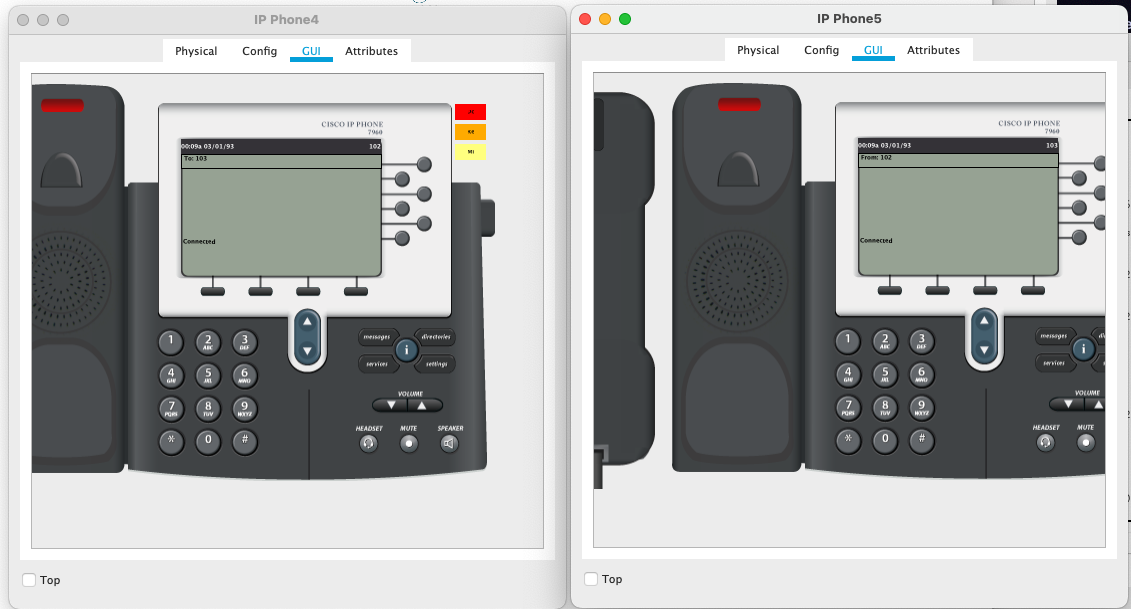 IP Phone4
Physical Config GUI Attributes
CISCO IP PHONE
7960
00:09a 03/01/93 102
To: 103
Connected
1
2 ABC
3 DEF
4 GHI
5 JKL
6 MNO
7 PQRS
8 TUV
9 WXYZ
*
0
#
messages
directories
i
services
settings
VOLUME
HEADSET MUTE SPEAKER
Top
IP Phone5
Physical Config GUI Attributes
CISCO IP PHONE
7960
00:09a 03/01/93 103
From: 102
Connected
1
2 ABC
3 DEF
4 GHI
5 JKL
6 MNO
7 PQRS
8 TUV
9 WXYZ
*
0
#
messages
i
services
VOLUME
HEADSET MUTE
Top